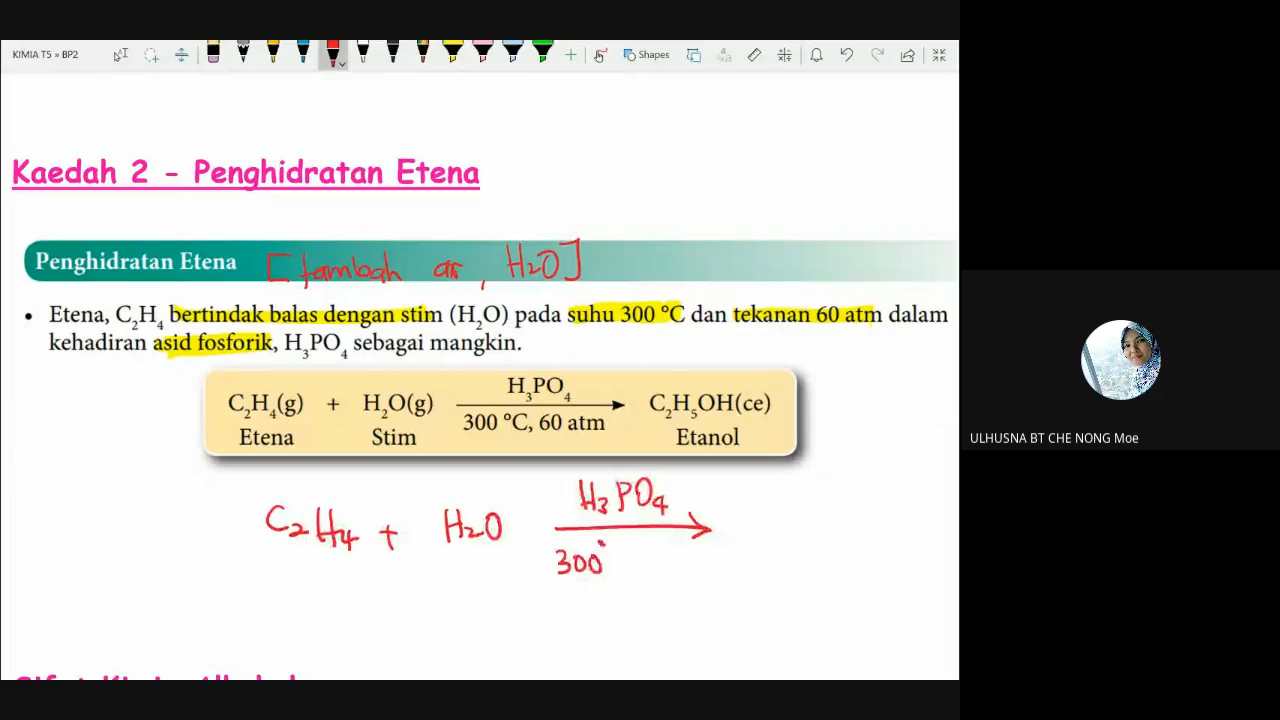 KIMIA T5 » BP2
Shapes
Kaedah 2 - Penghidratan Etena
Penghidratan Etena [tambah air, H₂O]
• Etena, C₂H₄ bertindak balas dengan stim (H₂O) pada suhu 300 °C dan tekanan 60 atm dalam
kehadiran asid fosforik, H₃PO₄ sebagai mangkin.
H₃PO₄
C₂H₄(g) + H₂O(g) → C₂H₅OH(ce)
300 °C, 60 atm
Etena Stim Etanol
H₃PO₄
C₂H₄ + H₂O →
300°
ULHUSNA BT CHE NONG Moe